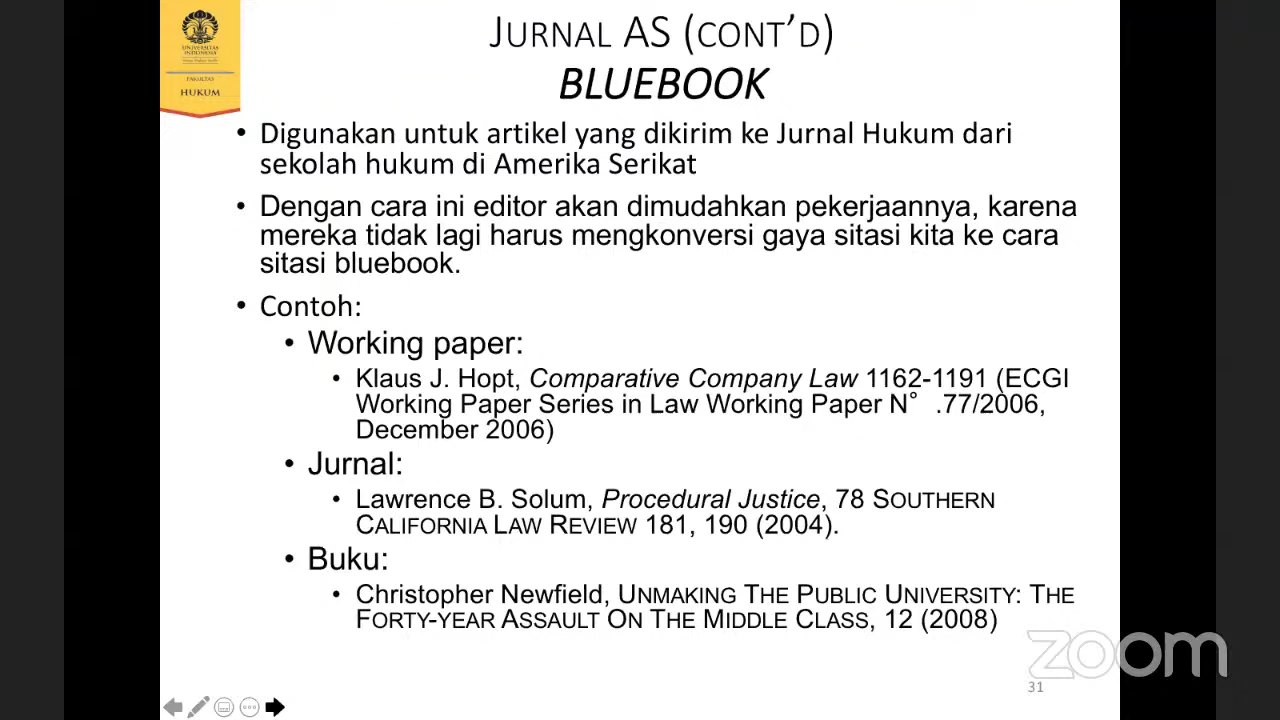 JURNAL AS (CONT’D)
BLUEBOOK
UNIVERSITAS
INDONESIA
FAKULTAS
HUKUM
• Digunakan untuk artikel yang dikirim ke Jurnal Hukum dari
sekolah hukum di Amerika Serikat
• Dengan cara ini editor akan dimudahkan pekerjaannya, karena
mereka tidak lagi harus mengkonversi gaya sitasi kita ke cara
sitasi bluebook.
• Contoh:
• Working paper:
• Klaus J. Hopt, Comparative Company Law 1162-1191 (ECGI
Working Paper Series in Law Working Paper N° .77/2006,
December 2006)
• Jurnal:
• Lawrence B. Solum, Procedural Justice, 78 SOUTHERN
CALIFORNIA LAW REVIEW 181, 190 (2004).
• Buku:
• Christopher Newfield, UNMAKING THE PUBLIC UNIVERSITY: THE
FORTY-YEAR ASSAULT ON THE MIDDLE CLASS, 12 (2008)
zoom
31